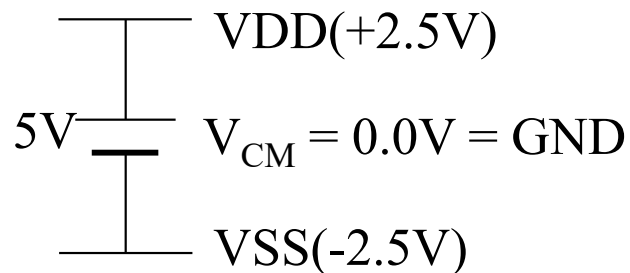 VDD(+2.5V)
5V V_CM = 0.0V = GND
VSS(-2.5V)